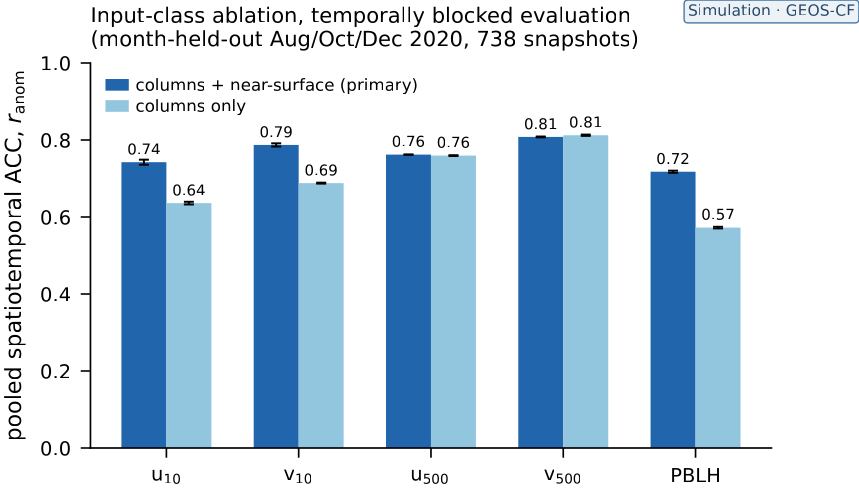 Input-class ablation, temporally blocked evaluation
(month-held-out Aug/Oct/Dec 2020, 738 snapshots)
Simulation · GEOS-CF
pooled spatiotemporal ACC, r_anom
1.0
0.8
0.6
0.4
0.2
0.0
columns + near-surface (primary)
columns only
0.74
0.64
0.79
0.69
0.76
0.76
0.81
0.81
0.72
0.57
u₁₀
v₁₀
u₅₀₀
v₅₀₀
PBLH